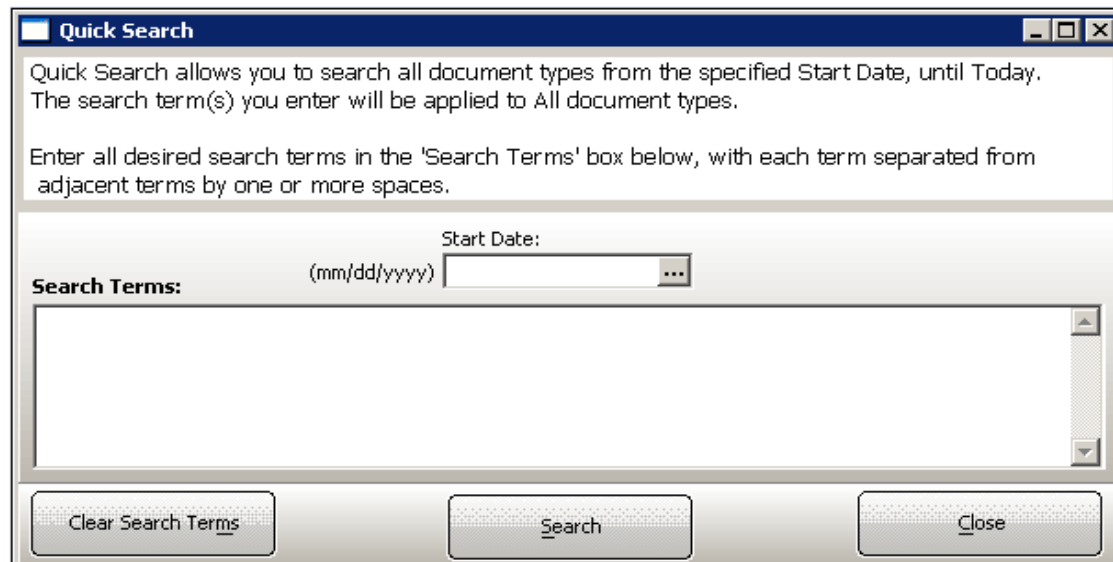 Quick Search
Quick Search allows you to search all document types from the specified Start Date, until Today.
The search term(s) you enter will be applied to All document types.
Enter all desired search terms in the 'Search Terms' box below, with each term separated from
adjacent terms by one or more spaces.
Start Date:
(mm/dd/yyyy) ...
Search Terms:
Clear Search Terms Search Close